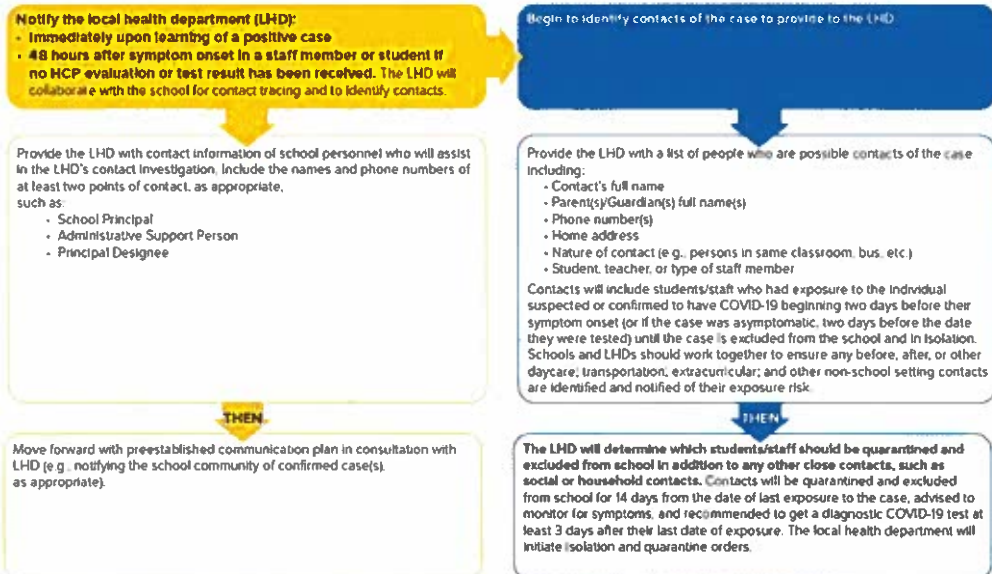 Notify the local health department (LHD):
• Immediately upon learning of a positive case
• 48 hours after symptom onset in a staff member or student if
no HCP evaluation or test result has been received. The LHD will
collaborate with the school for contact tracing and to identify contacts.
Begin to identify contacts of the case to provide to the LHD
Provide the LHD with contact information of school personnel who will assist
in the LHD's contact investigation. Include the names and phone numbers of
at least two points of contact, as appropriate,
such as:
• School Principal
• Administrative Support Person
• Principal Designee
Provide the LHD with a list of people who are possible contacts of the case
including:
• Contact's full name
• Parent(s)/Guardian(s) full name(s)
• Phone number(s)
• Home address
• Nature of contact (e.g., persons in same classroom, bus, etc.)
• Student, teacher, or type of staff member
Contacts will include students/staff who had exposure to the individual
suspected or confirmed to have COVID-19 beginning two days before their
symptom onset (or if the case was asymptomatic, two days before the date
they were tested) until the case is excluded from the school and in isolation.
Schools and LHDs should work together to ensure any before, after, or other
daycare; transportation; extracurricular; and other non-school setting contacts
are identified and notified of their exposure risk.
THEN
THEN
Move forward with preestablished communication plan in consultation with
LHD (e.g., notifying the school community of confirmed case(s),
as appropriate).
The LHD will determine which students/staff should be quarantined and
excluded from school in addition to any other close contacts, such as
social or household contacts. Contacts will be quarantined and excluded
from school for 14 days from the date of last exposure to the case, advised to
monitor for symptoms, and recommended to get a diagnostic COVID-19 test at
least 3 days after their last date of exposure. The local health department will
initiate isolation and quarantine orders.